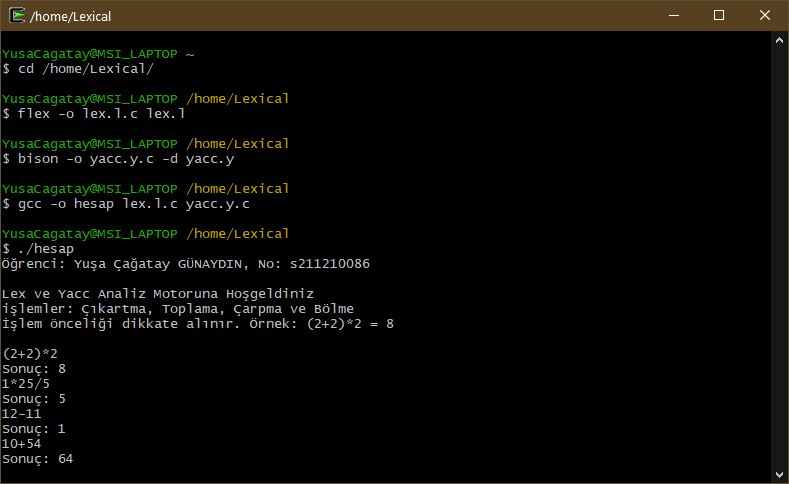 /home/Lexical
YusaCagatay@MSI_LAPTOP ~
$ cd /home/Lexical/
YusaCagatay@MSI_LAPTOP /home/Lexical
$ flex -o lex.l.c lex.l
YusaCagatay@MSI_LAPTOP /home/Lexical
$ bison -o yacc.y.c -d yacc.y
YusaCagatay@MSI_LAPTOP /home/Lexical
$ gcc -o hesap lex.l.c yacc.y.c
YusaCagatay@MSI_LAPTOP /home/Lexical
$ ./hesap
Öğrenci: Yuşa Çağatay GÜNAYDIN, No: s211210086
Lex ve Yacc Analiz Motoruna Hoşgeldiniz
işlemler: Çıkartma, Toplama, Çarpma ve Bölme
İşlem önceliği dikkate alınır. Örnek: (2+2)*2 = 8
(2+2)*2
Sonuç: 8
1*25/5
Sonuç: 5
12-11
Sonuç: 1
10+54
Sonuç: 64